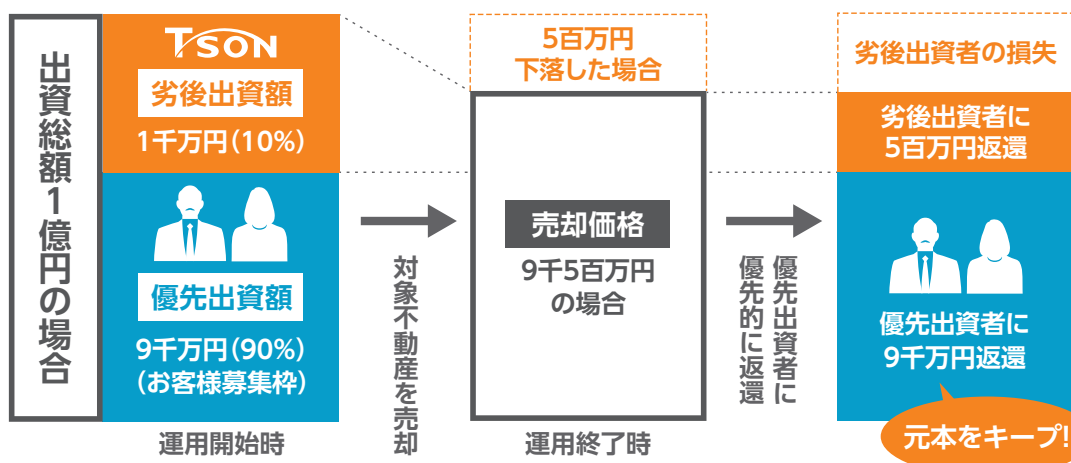 出資総額1億円の場合
TSON
劣後出資額
1千万円(10%)
優先出資額
9千万円(90%)
(お客様募集枠)
運用開始時
対象不動産を売却
5百万円
下落した場合
売却価格
9千5百万円
の場合
運用終了時
優先出資者に
優先的に返還
劣後出資者の損失
劣後出資者に
5百万円返還
優先出資者に
9千万円返還
元本をキープ!